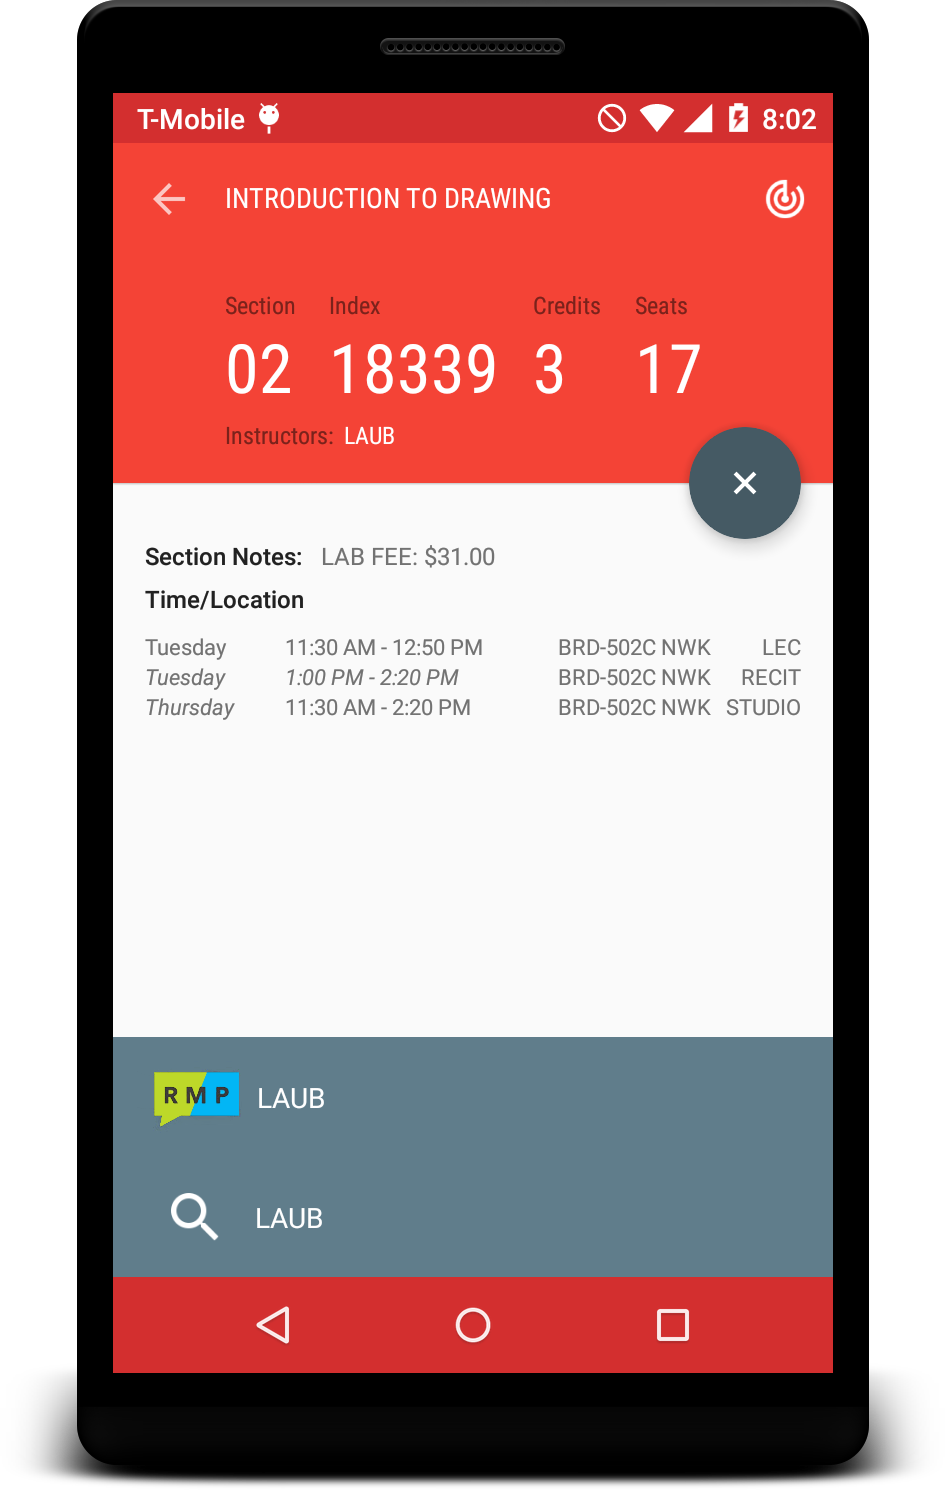 T-Mobile 8:02
INTRODUCTION TO DRAWING
Section Index Credits Seats
02 18339 3 17
Instructors: LAUB
Section Notes: LAB FEE: $31.00
Time/Location
Tuesday 11:30 AM - 12:50 PM BRD-502C NWK LEC
Tuesday 1:00 PM - 2:20 PM BRD-502C NWK RECIT
Thursday 11:30 AM - 2:20 PM BRD-502C NWK STUDIO
RMP LAUB
LAUB